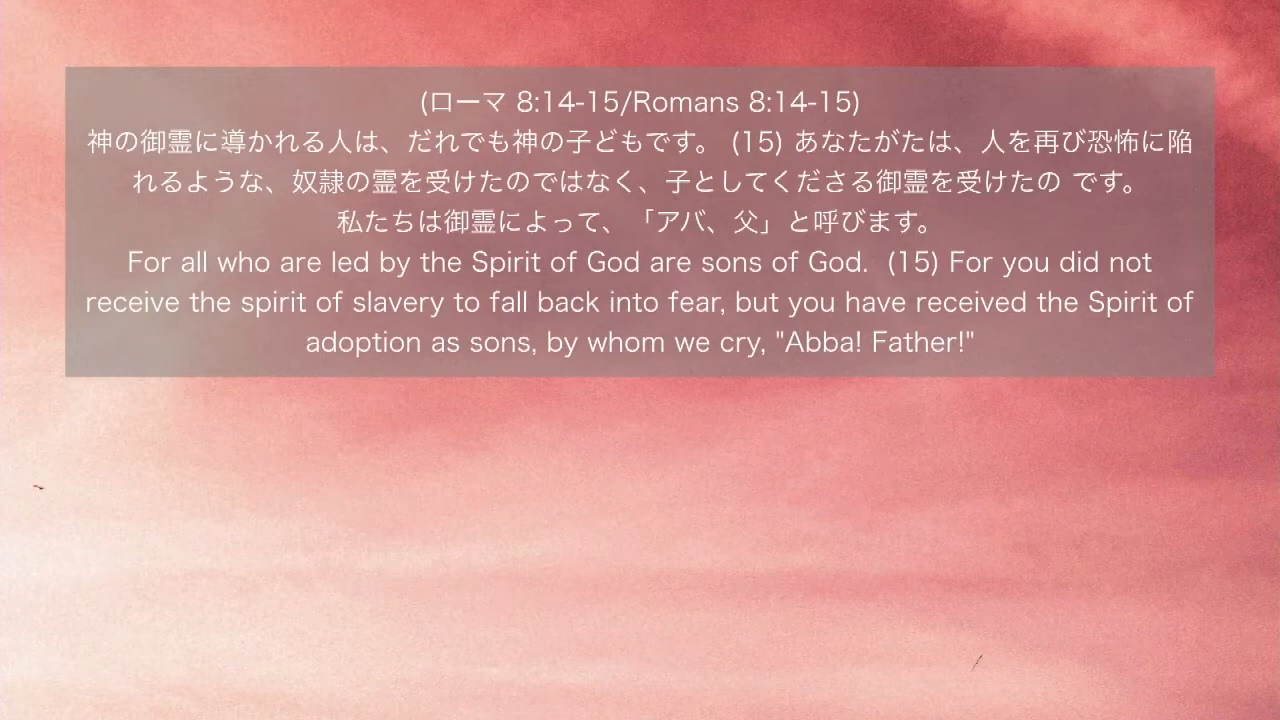 (ローマ 8:14-15/Romans 8:14-15)
神の御霊に導かれる人は、だれでも神の子どもです。 (15) あなたがたは、人を再び恐怖に陥
れるような、奴隷の霊を受けたのではなく、子としてくださる御霊を受けたの です。
私たちは御霊によって、「アバ、父」と呼びます。
For all who are led by the Spirit of God are sons of God.  (15) For you did not
receive the spirit of slavery to fall back into fear, but you have received the Spirit of
adoption as sons, by whom we cry, "Abba! Father!"